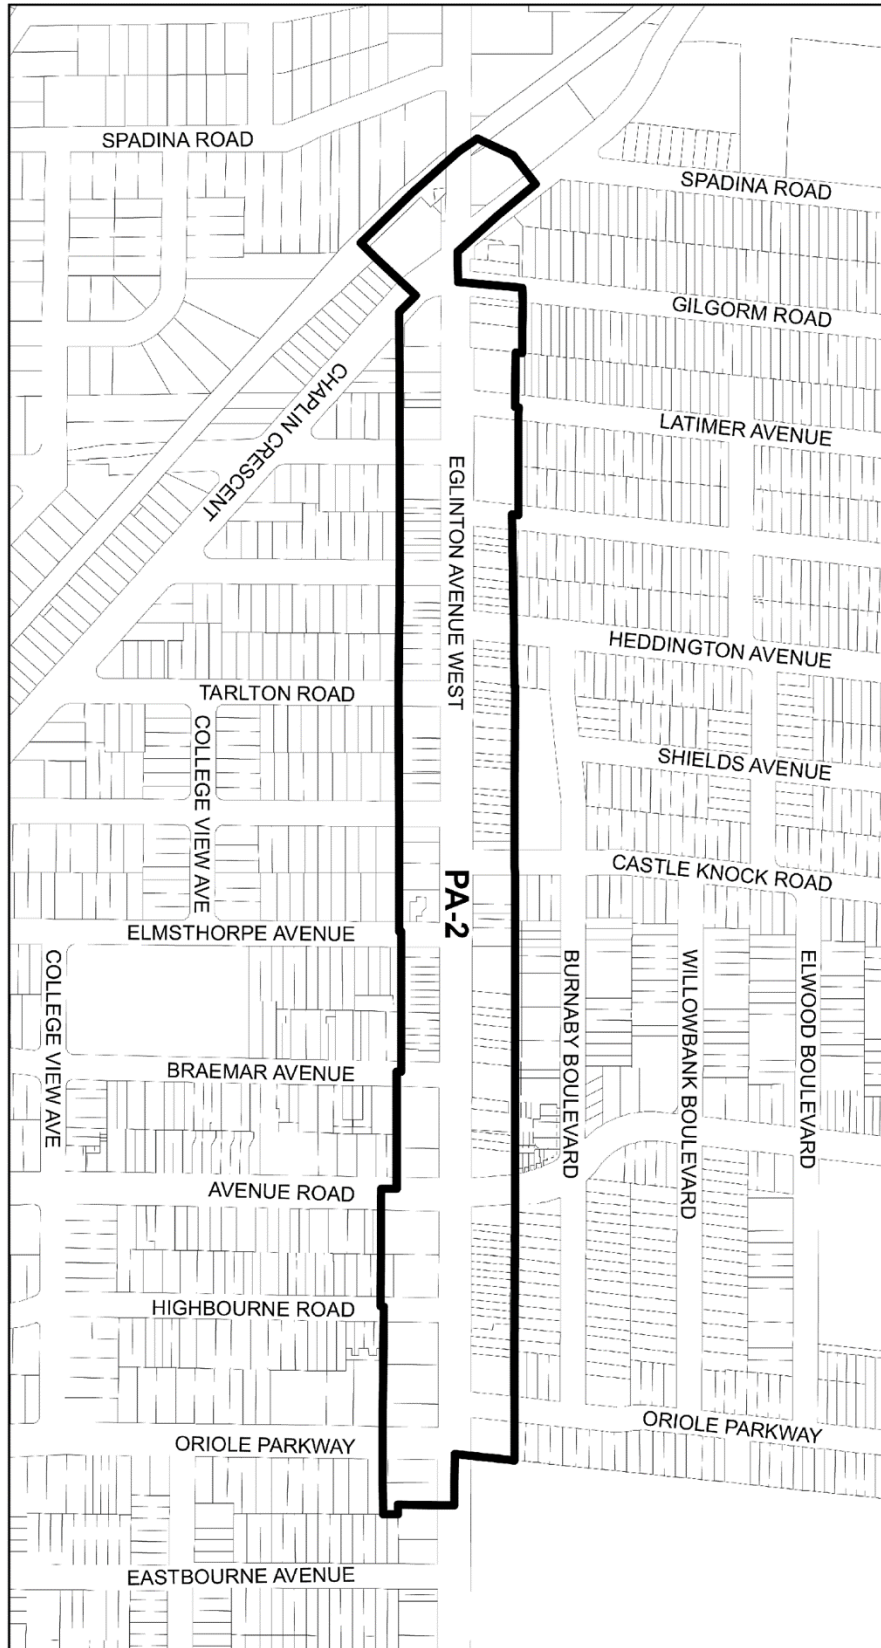 SPADINA ROAD
SPADINA ROAD
GILGORM ROAD
CHAPLIN CRESCENT
LATIMER AVENUE
EGLINTON AVENUE WEST
HEDDINGTON AVENUE
TARLTON ROAD
COLLEGE VIEW AVE
SHIELDS AVENUE
CASTLE KNOCK ROAD
PA-2
ELMSTHORPE AVENUE
COLLEGE VIEW AVE
BURNABY BOULEVARD
WILLOWBANK BOULEVARD
ELWOOD BOULEVARD
BRAEMAR AVENUE
AVENUE ROAD
HIGHBOURNE ROAD
ORIOLE PARKWAY
ORIOLE PARKWAY
EASTBOURNE AVENUE